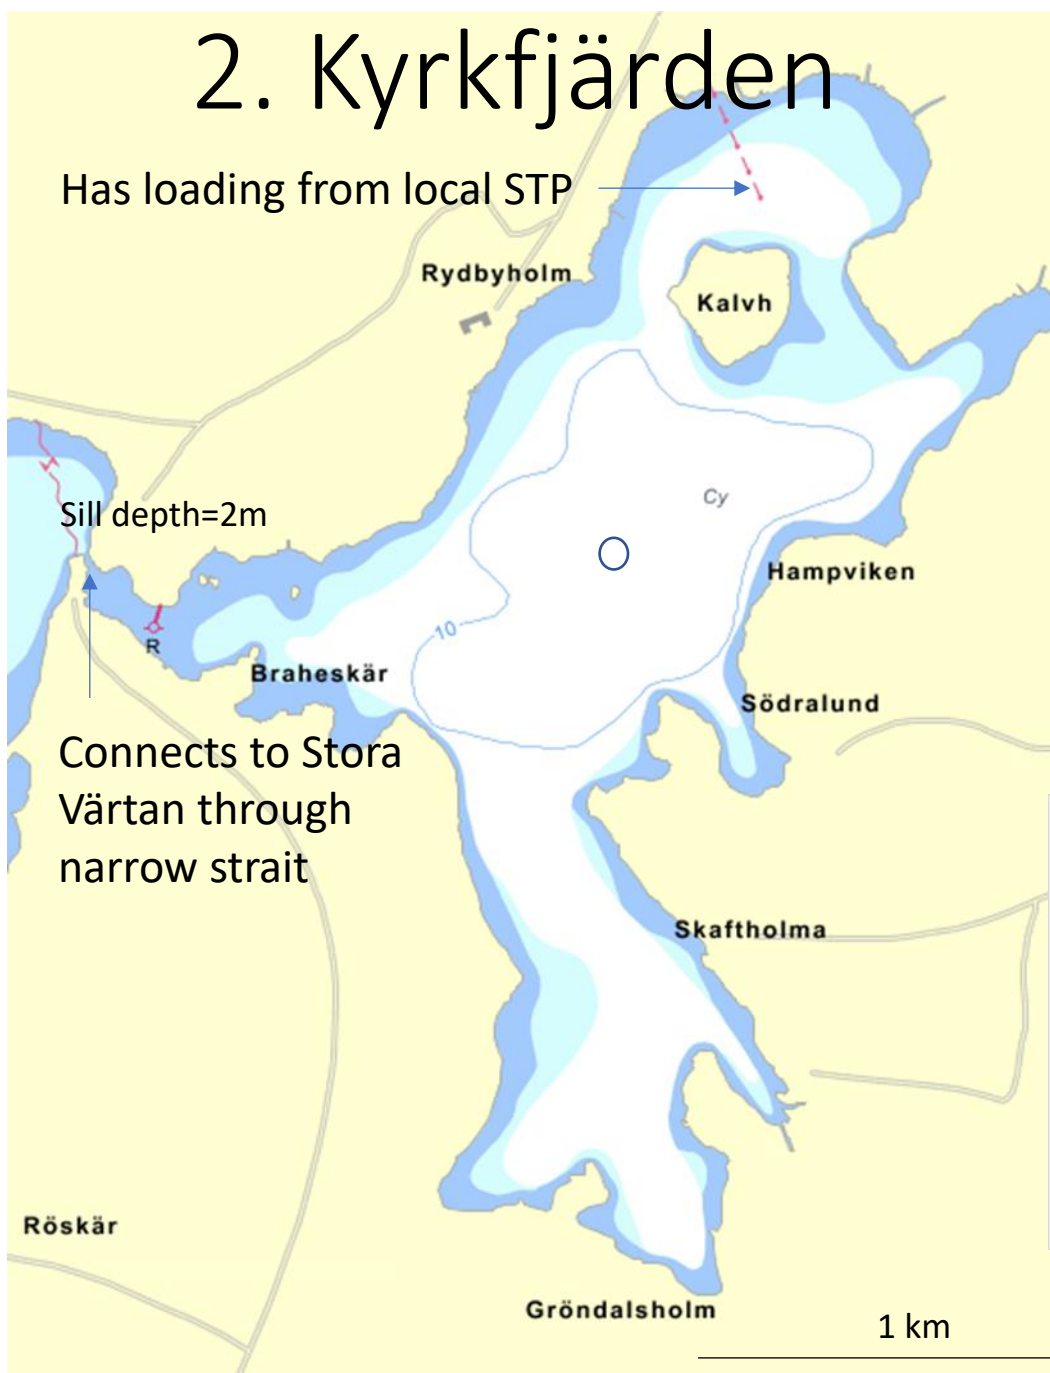 2. Kyrkfjärden
Has loading from local STP
Rydbyholm
Kalvh
Cy
Sill depth=2m
Hampviken
10
R
Braheskär
Södralund
Connects to Stora
Värtan through
narrow strait
Skaftholma
Röskär
Gröndalsholm
1 km